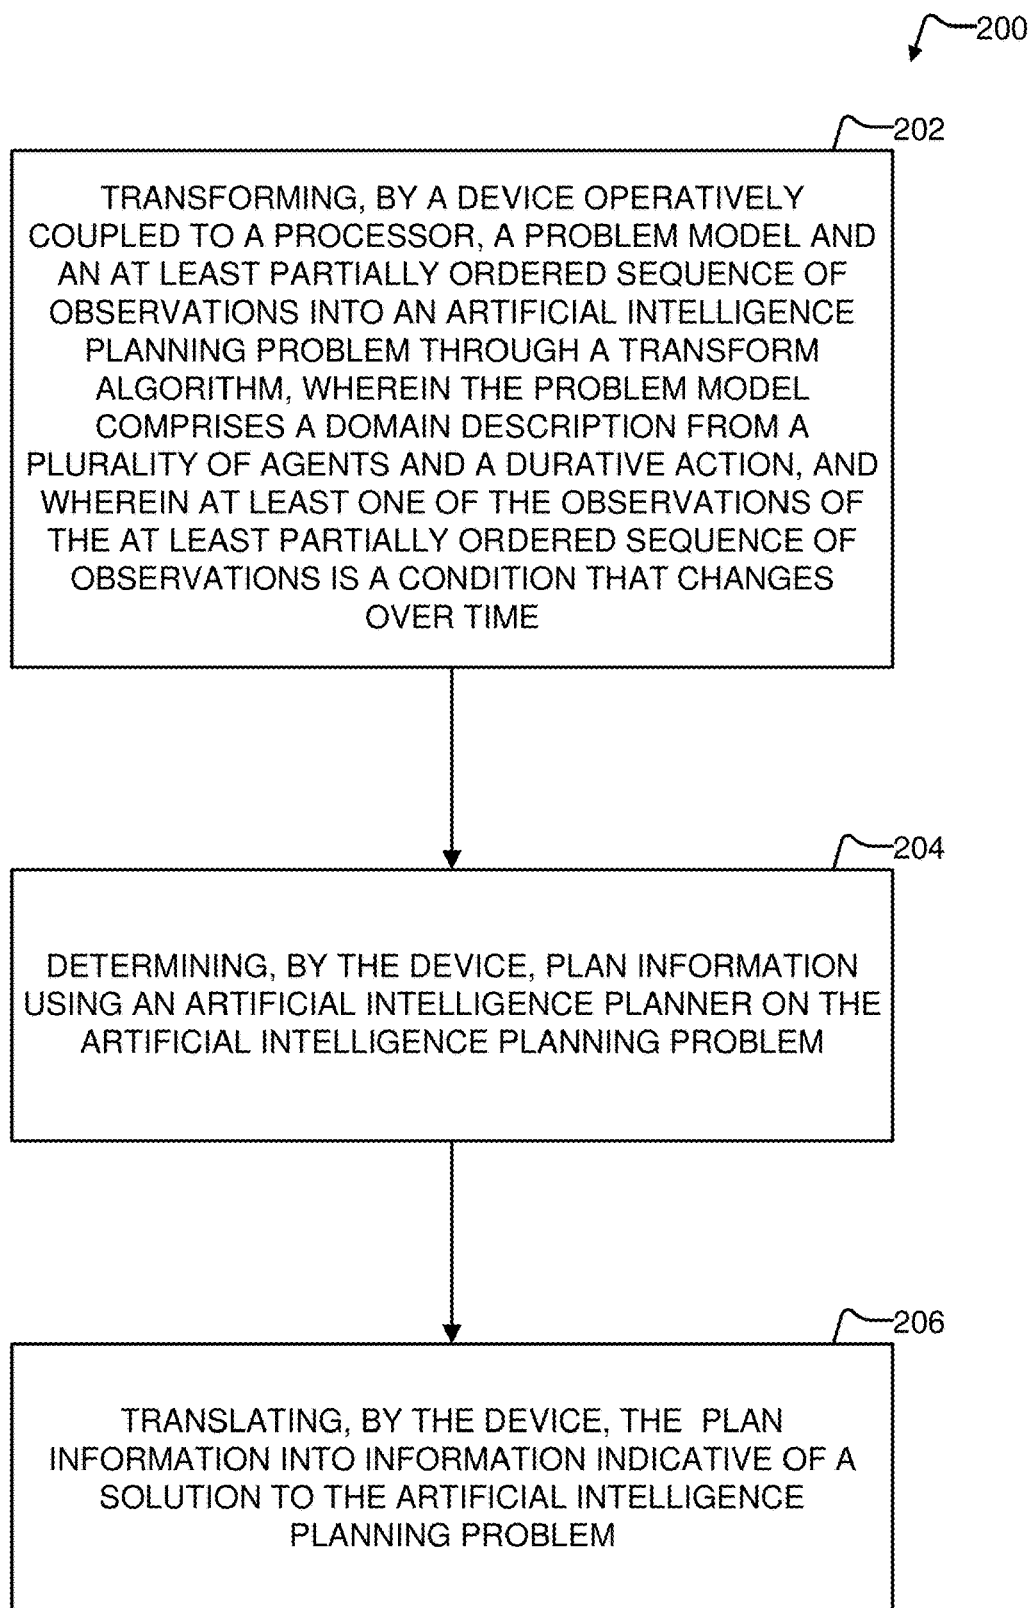 200
202
TRANSFORMING, BY A DEVICE OPERATIVELY
COUPLED TO A PROCESSOR, A PROBLEM MODEL AND
AN AT LEAST PARTIALLY ORDERED SEQUENCE OF
OBSERVATIONS INTO AN ARTIFICIAL INTELLIGENCE
PLANNING PROBLEM THROUGH A TRANSFORM
ALGORITHM, WHEREIN THE PROBLEM MODEL
COMPRISES A DOMAIN DESCRIPTION FROM A
PLURALITY OF AGENTS AND A DURATIVE ACTION, AND
WHEREIN AT LEAST ONE OF THE OBSERVATIONS OF
THE AT LEAST PARTIALLY ORDERED SEQUENCE OF
OBSERVATIONS IS A CONDITION THAT CHANGES
OVER TIME
204
DETERMINING, BY THE DEVICE, PLAN INFORMATION
USING AN ARTIFICIAL INTELLIGENCE PLANNER ON THE
ARTIFICIAL INTELLIGENCE PLANNING PROBLEM
206
TRANSLATING, BY THE DEVICE, THE PLAN
INFORMATION INTO INFORMATION INDICATIVE OF A
SOLUTION TO THE ARTIFICIAL INTELLIGENCE
PLANNING PROBLEM